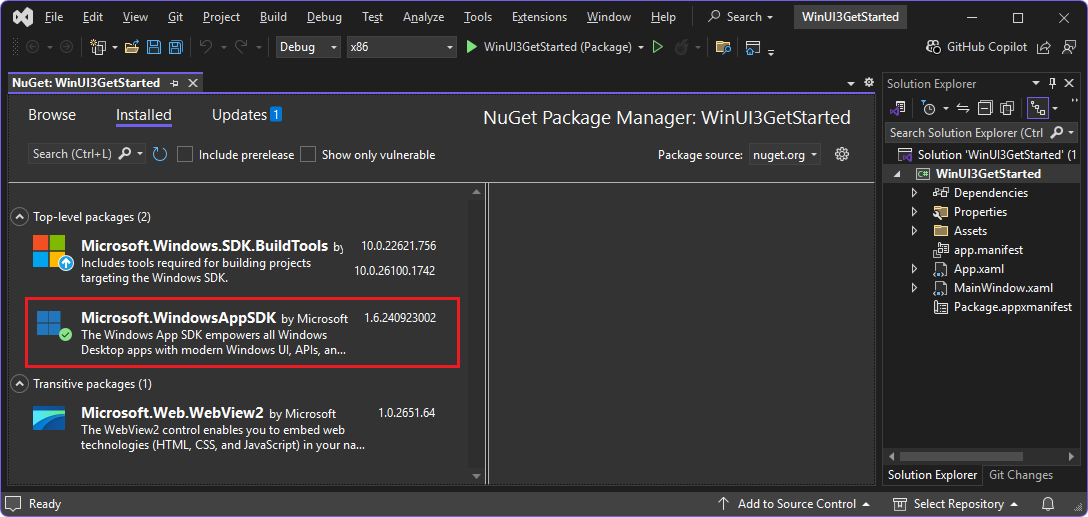 File Edit View Git Project Build Debug Test Analyze Tools Extensions Window Help Search WinUI3GetStarted
Debug x86 WinUI3GetStarted (Package) GitHub Copilot
NuGet: WinUI3GetStarted
Browse Installed Updates 1
NuGet Package Manager: WinUI3GetStarted
Search (Ctrl+L) Include prerelease Show only vulnerable Package source: nuget.org
Top-level packages (2)
Microsoft.Windows.SDK.BuildTools by 10.0.22621.756
Includes tools required for building projects
targeting the Windows SDK. 10.0.26100.1742
Microsoft.WindowsAppSDK by Microsoft 1.6.240923002
The Windows App SDK empowers all Windows
Desktop apps with modern Windows UI, APIs, an...
Transitive packages (1)
Microsoft.Web.WebView2 by Microsoft 1.0.2651.64
The WebView2 control enables you to embed web
technologies (HTML, CSS, and JavaScript) in your na...
Solution Explorer
Search Solution Explorer (Ctrl
Solution 'WinUI3GetStarted' (1
C# WinUI3GetStarted
Dependencies
Properties
Assets
app.manifest
App.xaml
MainWindow.xaml
Package.appxmanifest
Solution Explorer Git Changes
Ready Add to Source Control Select Repository